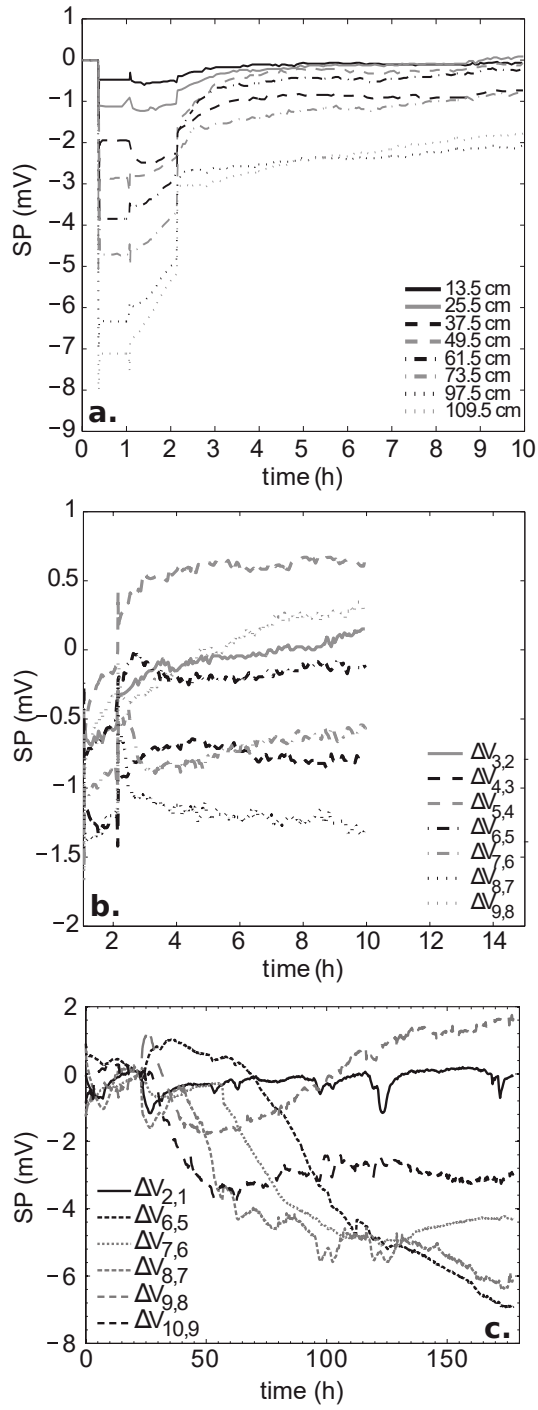 0
−1
−2
−3
−4
−5
−6
−7
−8
−9
SP (mV)
13.5 cm
25.5 cm
37.5 cm
49.5 cm
61.5 cm
73.5 cm
97.5 cm
109.5 cm
a.
0 1 2 3 4 5 6 7 8 9 10
time (h)
1
0.5
0
−0.5
−1
−1.5
−2
SP (mV)
ΔV3,2
ΔV4,3
ΔV5,4
ΔV6,5
ΔV7,6
ΔV8,7
ΔV9,8
b.
2 4 6 8 10 12 14
time (h)
2
0
−2
−4
−6
−8
SP (mV)
ΔV2,1
ΔV6,5
ΔV7,6
ΔV8,7
ΔV9,8
ΔV10,9
c.
0 50 100 150
time (h)